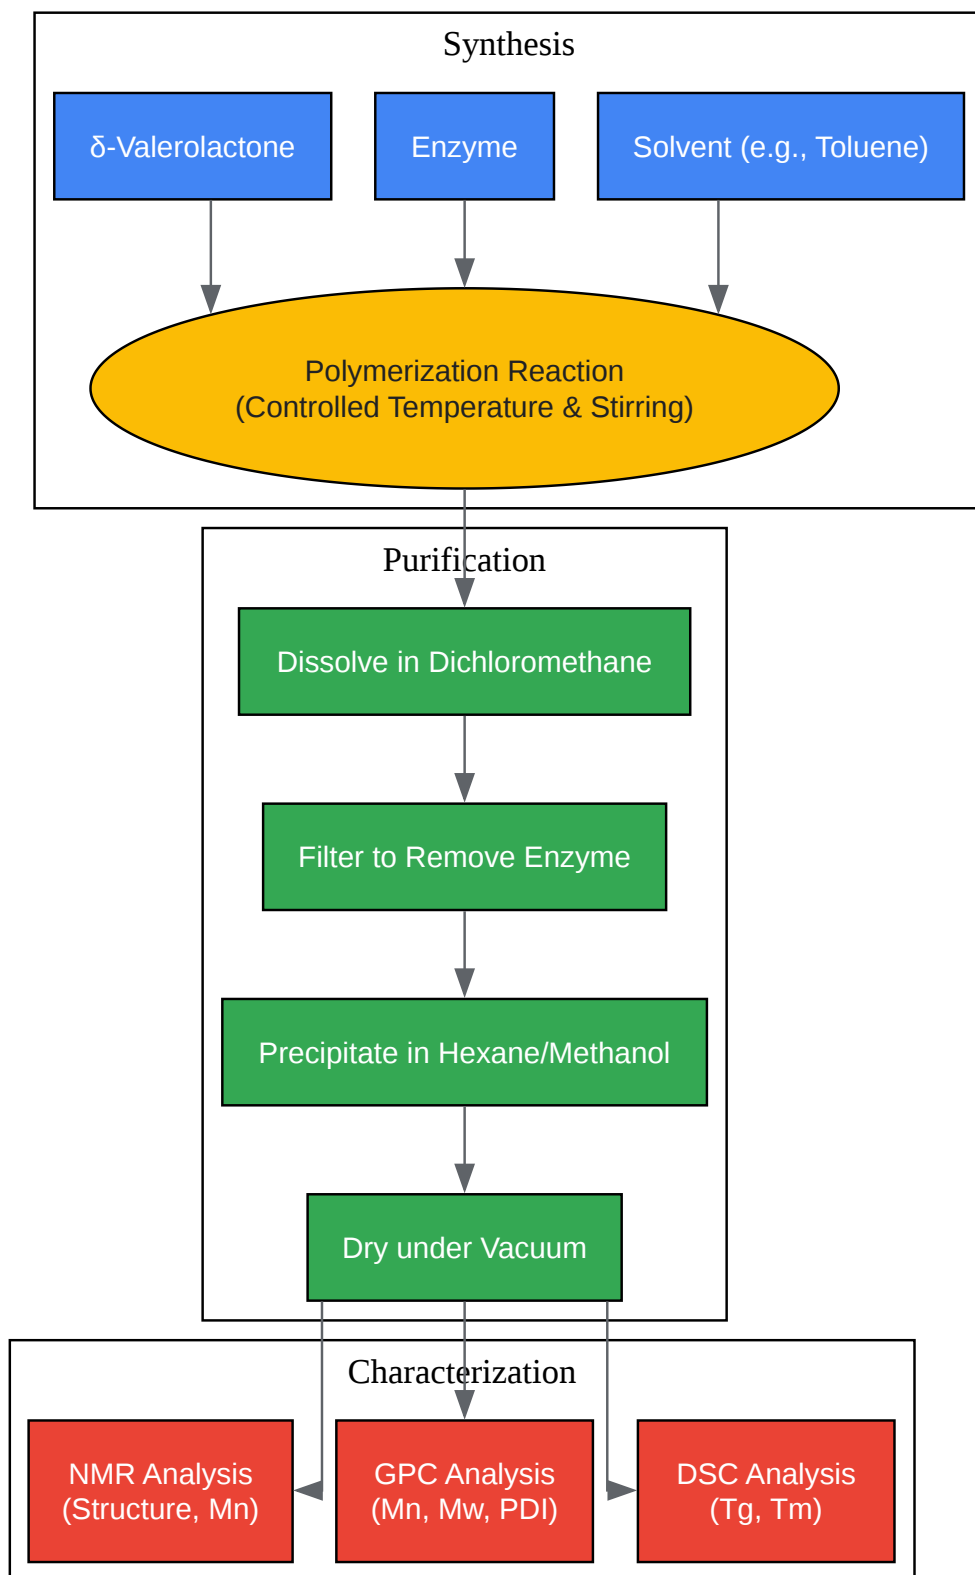 Synthesis
δ-Valerolactone
Enzyme
Solvent (e.g., Toluene)
Polymerization Reaction
(Controlled Temperature & Stirring)
Purification
Dissolve in Dichloromethane
Filter to Remove Enzyme
Precipitate in Hexane/Methanol
Dry under Vacuum
Characterization
NMR Analysis
(Structure, Mn)
GPC Analysis
(Mn, Mw, PDI)
DSC Analysis
(Tg, Tm)